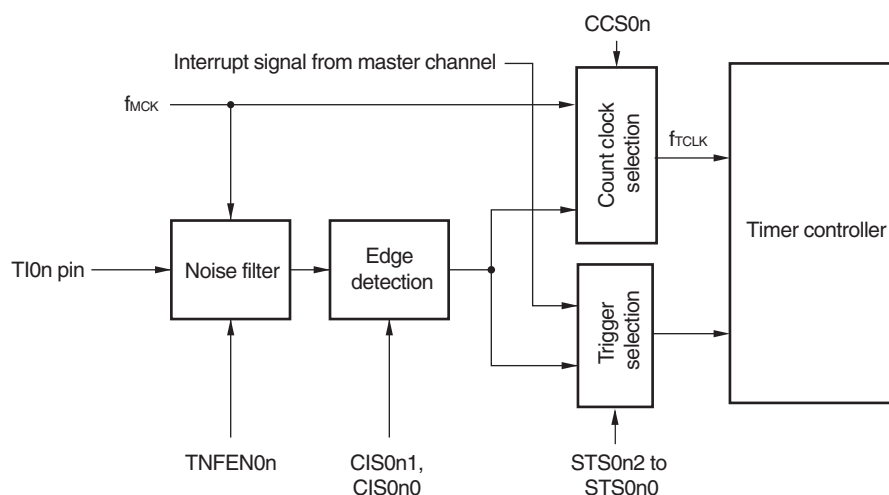 CCS0n
Interrupt signal from master channel
fMCK
Count clock
selection
fTCLK
Timer controller
TI0n pin
Noise filter
Edge
detection
Trigger
selection
TNFEN0n
CIS0n1,
CIS0n0
STS0n2 to
STS0n0